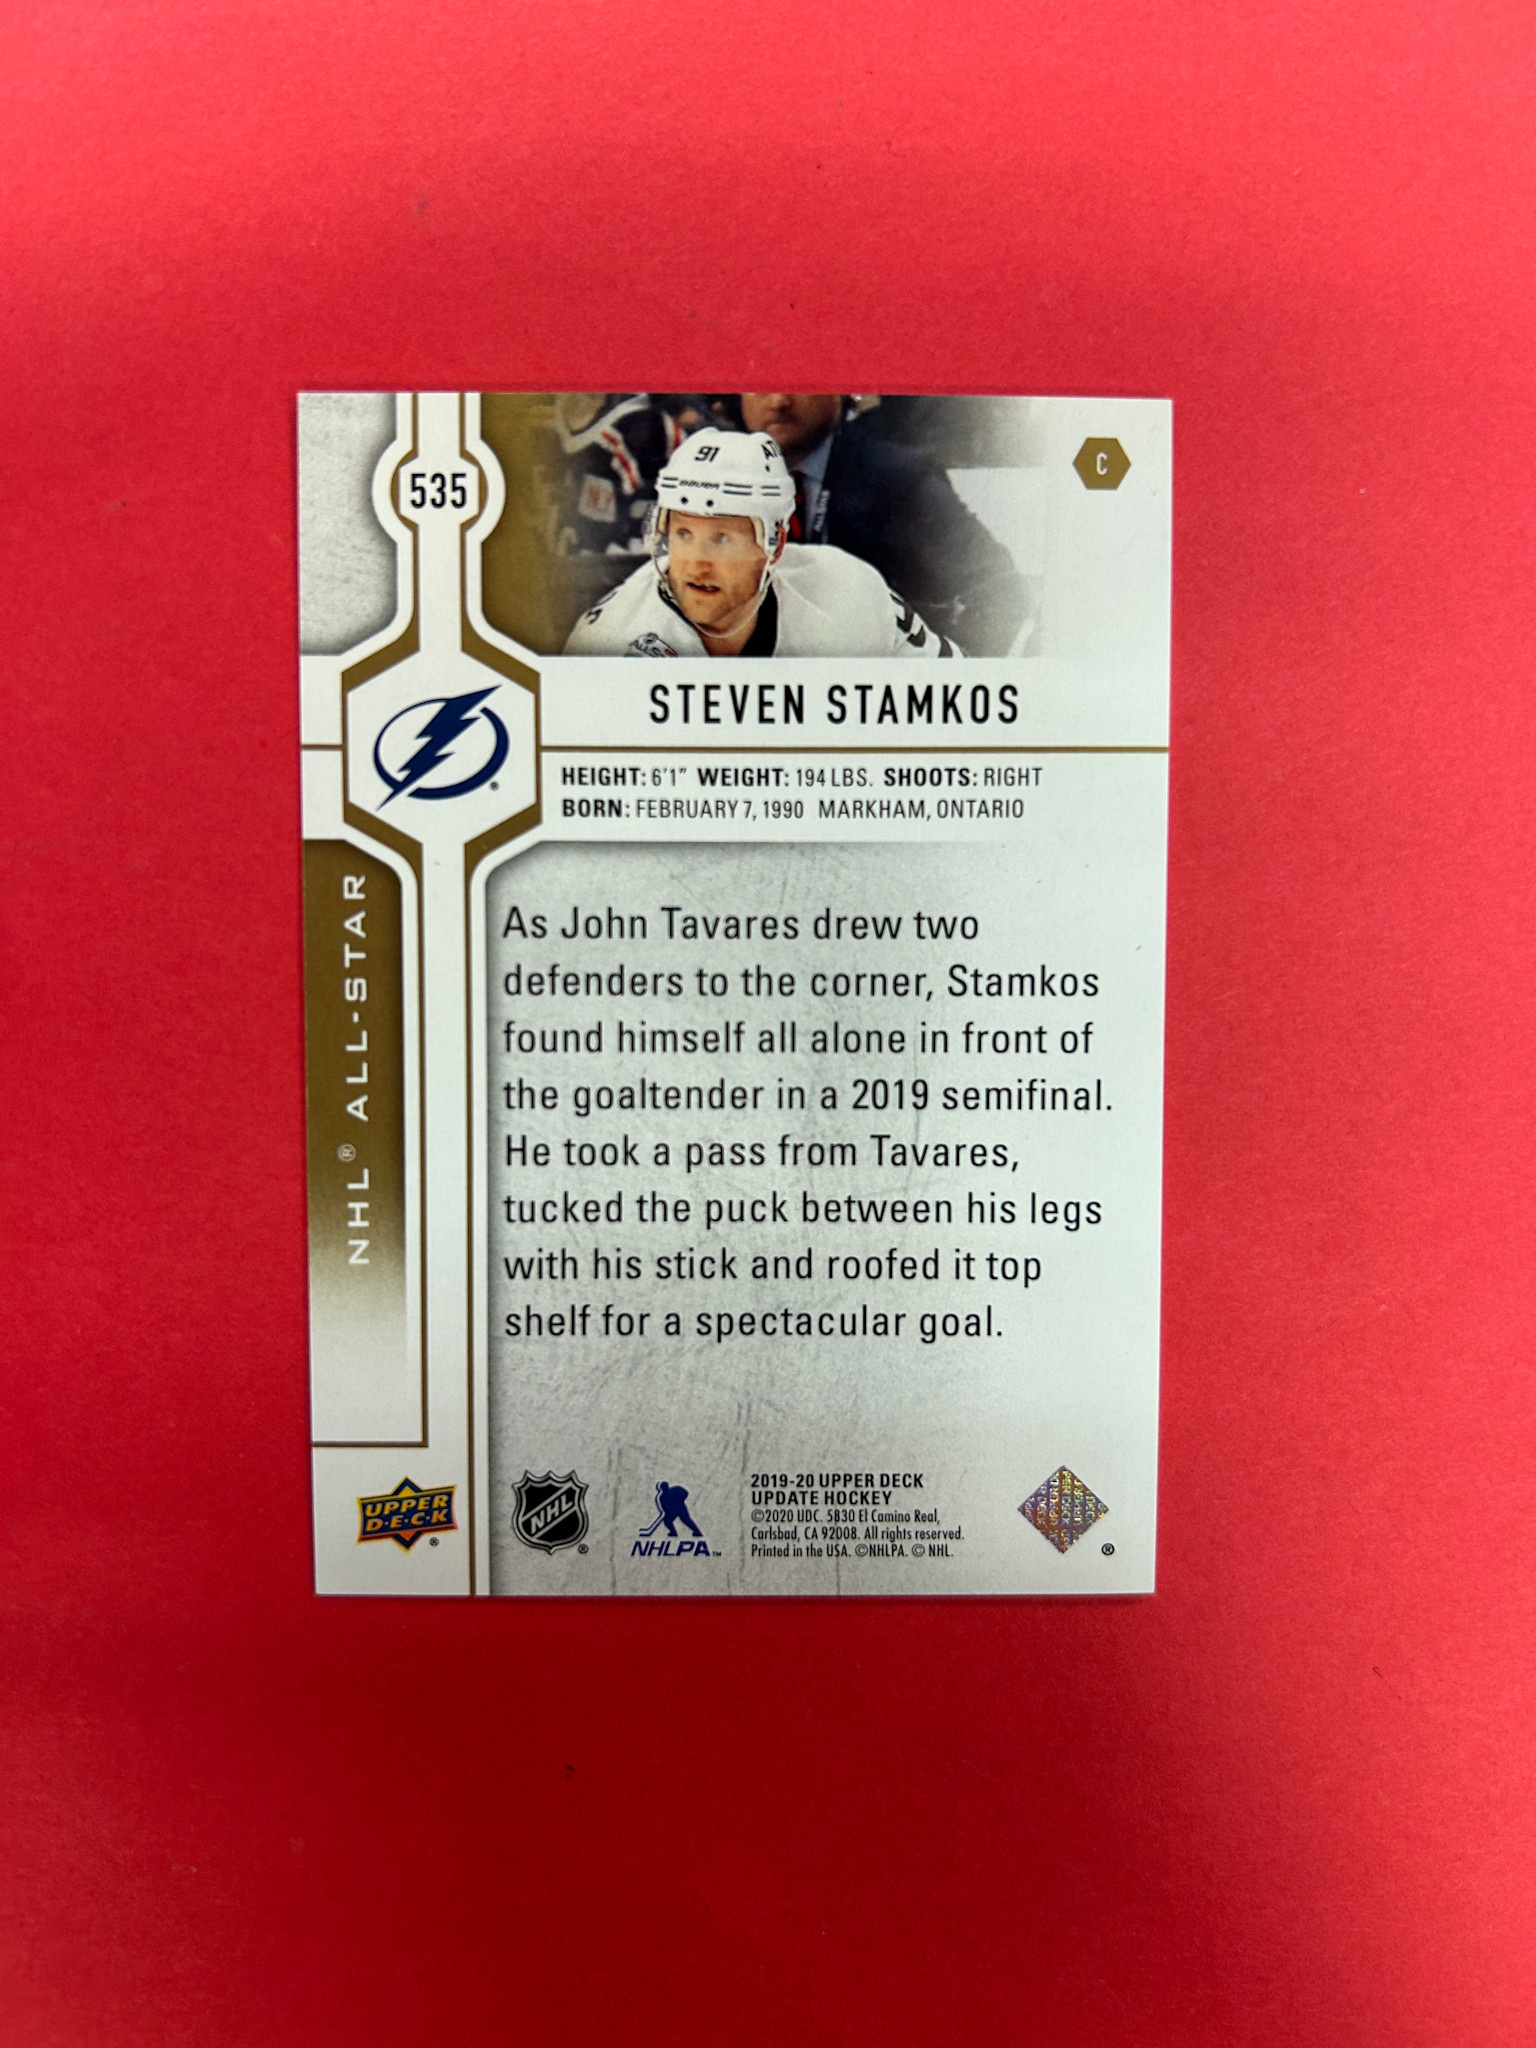 535
91
BAUER
C
STEVEN STAMKOS
HEIGHT: 6'1" WEIGHT: 194 LBS. SHOOTS: RIGHT
BORN: FEBRUARY 7, 1990 MARKHAM, ONTARIO
NHL® ALL-STAR
As John Tavares drew two
defenders to the corner, Stamkos
found himself all alone in front of
the goaltender in a 2019 semifinal.
He took a pass from Tavares,
tucked the puck between his legs
with his stick and roofed it top
shelf for a spectacular goal.
UPPER
D·E·C·K
®
NHL
®
NHLPA™
2019-20 UPPER DECK
UPDATE HOCKEY
©2020 UDC. 5830 El Camino Real,
Carlsbad, CA 92008. All rights reserved.
Printed in the USA. ©NHLPA. © NHL.
®